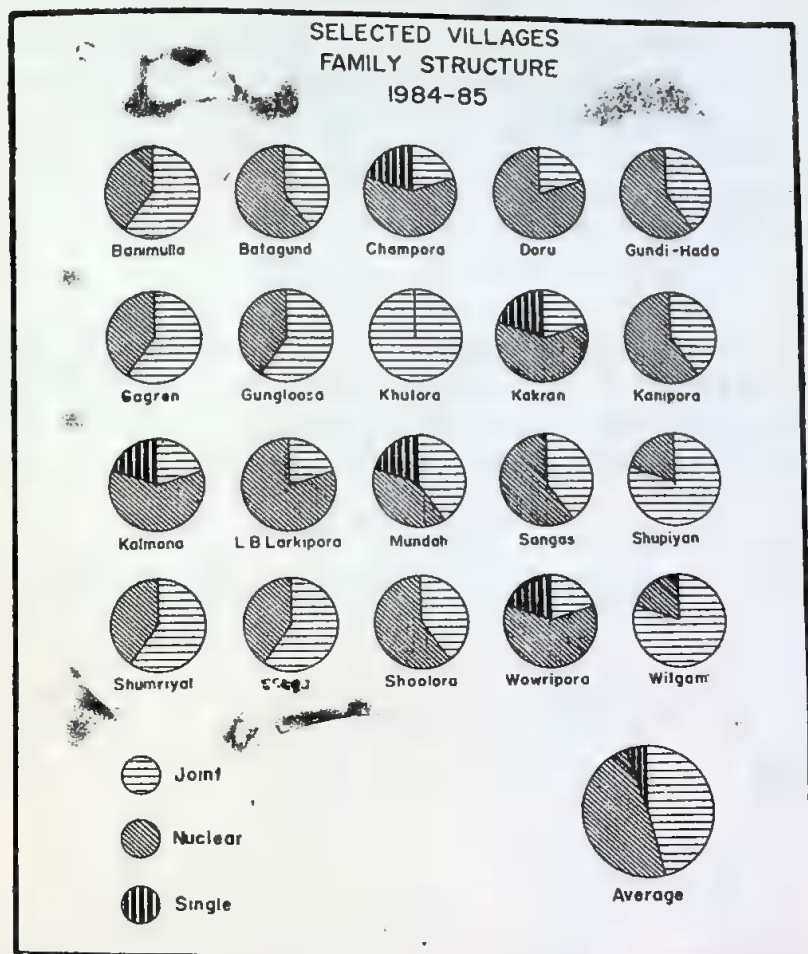 SELECTED VILLAGES
FAMILY STRUCTURE
1984-85
Banmulla Batagund Champora Doru Gundi-Hado
Gagren Gungloosa Khulora Kakran Kanipora
Kalmona L B Larkipora Mundah Sangas Shupiyan
Shumriyal Shoolora Wowripora Wilgam
Joint
Nuclear
Single
Average